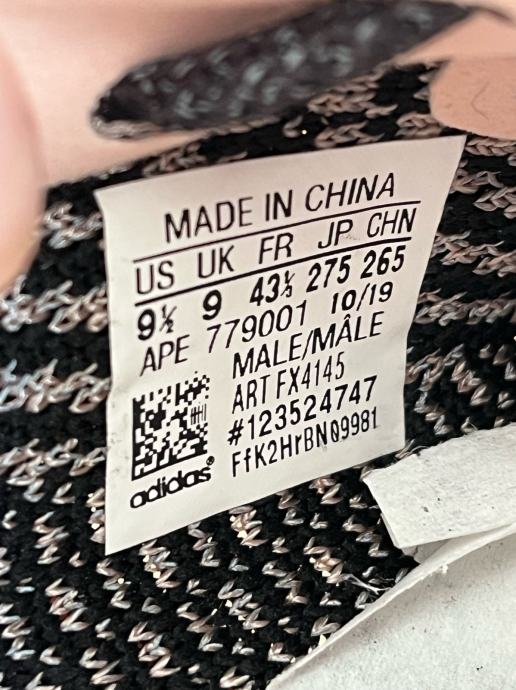 MADE IN CHINA
US UK FR JP CHN
9½ 9 43⅓ 275 265
APE 779001 10/19
MALE/MÂLE
ART FX4145
#123524747
FfK2HrBN09981
adidas®